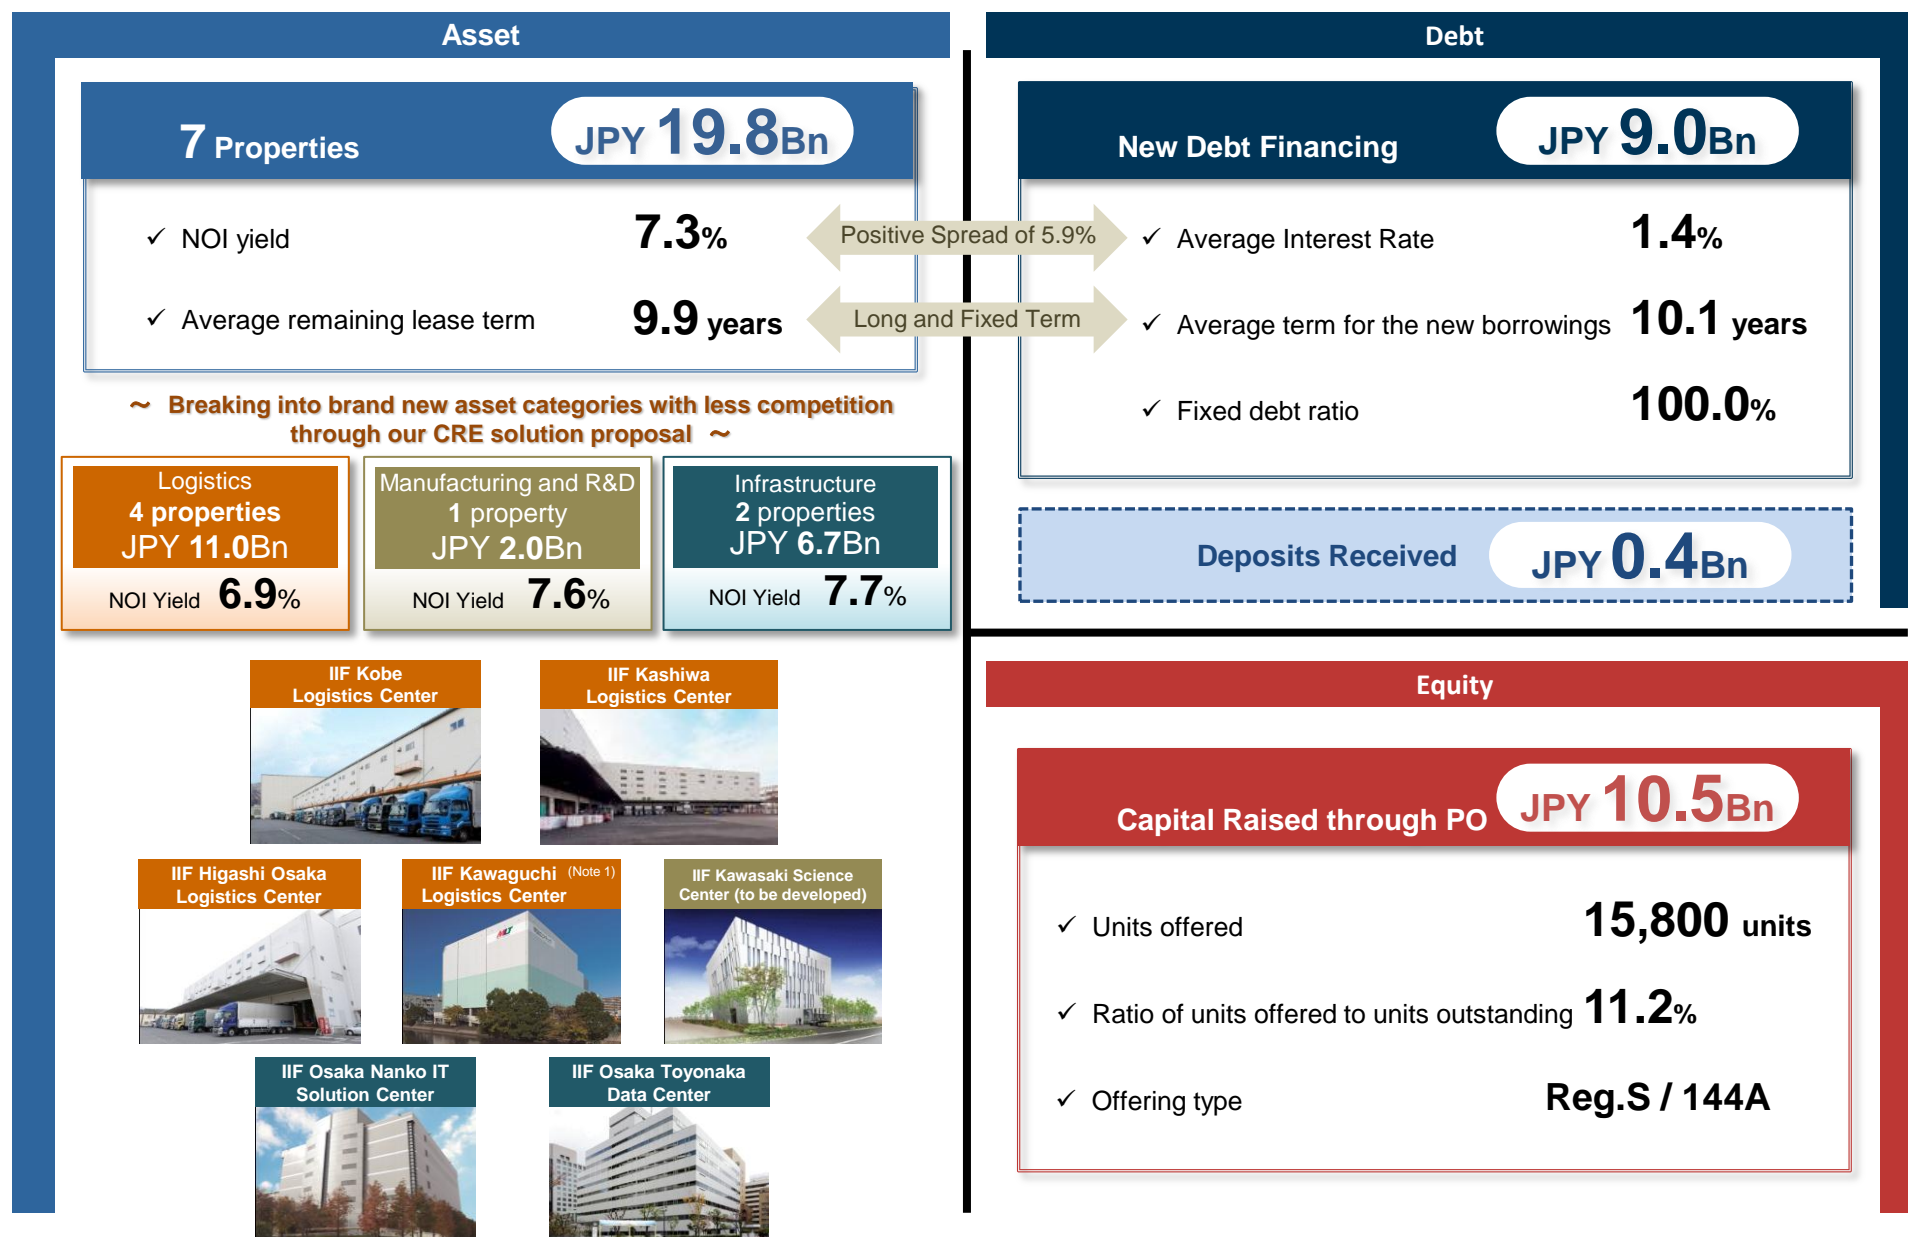 Asset
7 Properties
JPY 19.8Bn
✓ NOI yield 7.3%
✓ Average remaining lease term 9.9 years
Positive Spread of 5.9%
Long and Fixed Term
～ Breaking into brand new asset categories with less competition
through our CRE solution proposal ～
Logistics
4 properties
JPY 11.0Bn
NOI Yield 6.9%
Manufacturing and R&D
1 property
JPY 2.0Bn
NOI Yield 7.6%
Infrastructure
2 properties
JPY 6.7Bn
NOI Yield 7.7%
IIF Kobe
Logistics Center
IIF Kashiwa
Logistics Center
IIF Higashi Osaka
Logistics Center
IIF Kawaguchi (Note 1)
Logistics Center
MLT
IIF Kawasaki Science
Center (to be developed)
IIF Osaka Nanko IT
Solution Center
IIF Osaka Toyonaka
Data Center
Debt
New Debt Financing
JPY 9.0Bn
✓ Average Interest Rate 1.4%
✓ Average term for the new borrowings 10.1 years
✓ Fixed debt ratio 100.0%
Deposits Received
JPY 0.4Bn
Equity
Capital Raised through PO
JPY 10.5Bn
✓ Units offered 15,800 units
✓ Ratio of units offered to units outstanding 11.2%
✓ Offering type Reg.S / 144A